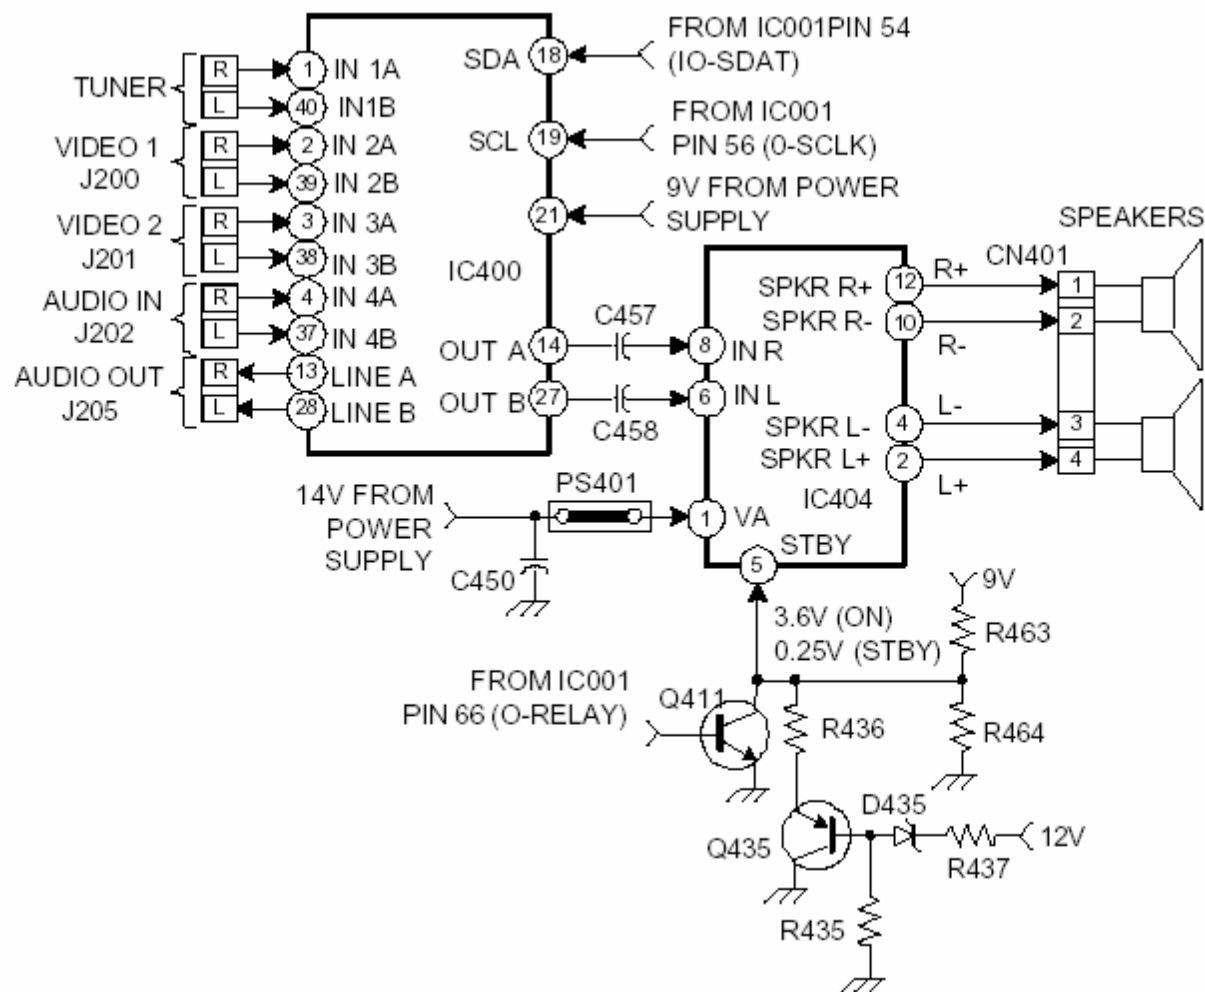 FROM IC001PIN 54
(IO-SDAT)
SDA 18
TUNER
R 1 IN 1A
L 40 IN1B
FROM IC001
PIN 56 (0-SCLK)
SCL 19
VIDEO 1
J200
R 2 IN 2A
L 39 IN 2B
9V FROM POWER
SUPPLY
21
VIDEO 2
J201
R 3 IN 3A
L 38 IN 3B
IC400
AUDIO IN
J202
R 4 IN 4A
L 37 IN 4B
AUDIO OUT
J205
R 13 LINE A
L 28 LINE B
OUT A 14
OUT B 27
C457
C458
8 IN R
6 IN L
SPEAKERS
CN401
SPKR R+ 12 R+ 1
SPKR R- 10 R- 2
SPKR L- 4 L- 3
SPKR L+ 2 L+ 4
IC404
14V FROM
POWER
SUPPLY
PS401
1 VA
C450
STBY
5
3.6V (ON)
0.25V (STBY)
9V
R463
FROM IC001
PIN 66 (O-RELAY)
Q411
R436
R464
D435
Q435
12V
R437
R435